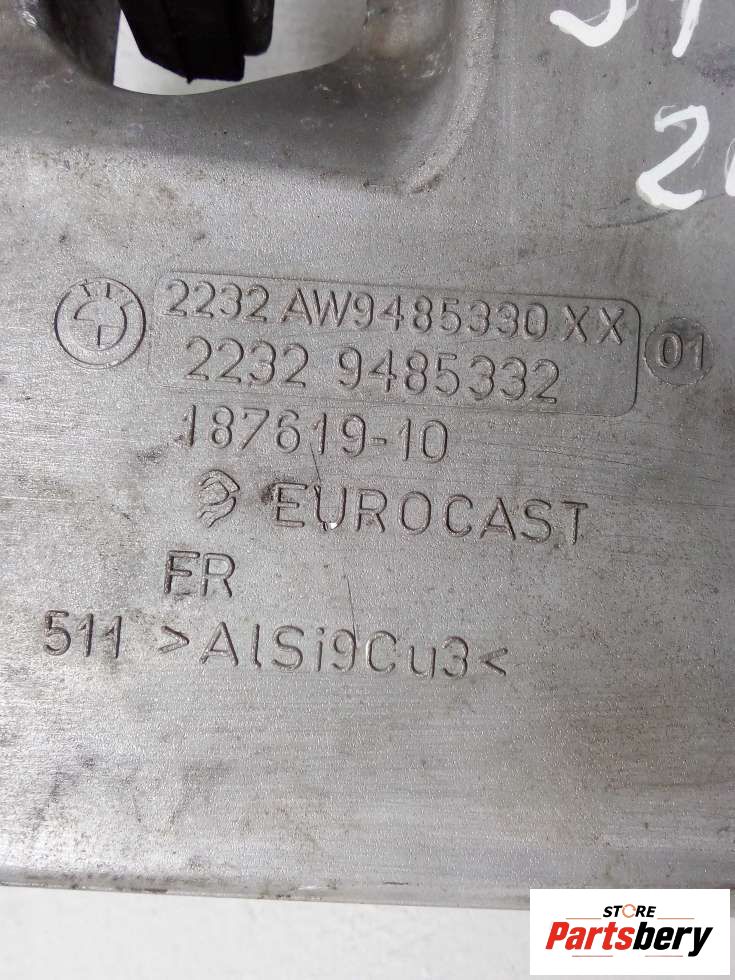 2232 AW9485330 XX
01
2232 9485332
187619-10
EUROCAST
FR
511 >AlSi9Cu3<
STORE
Partsbery